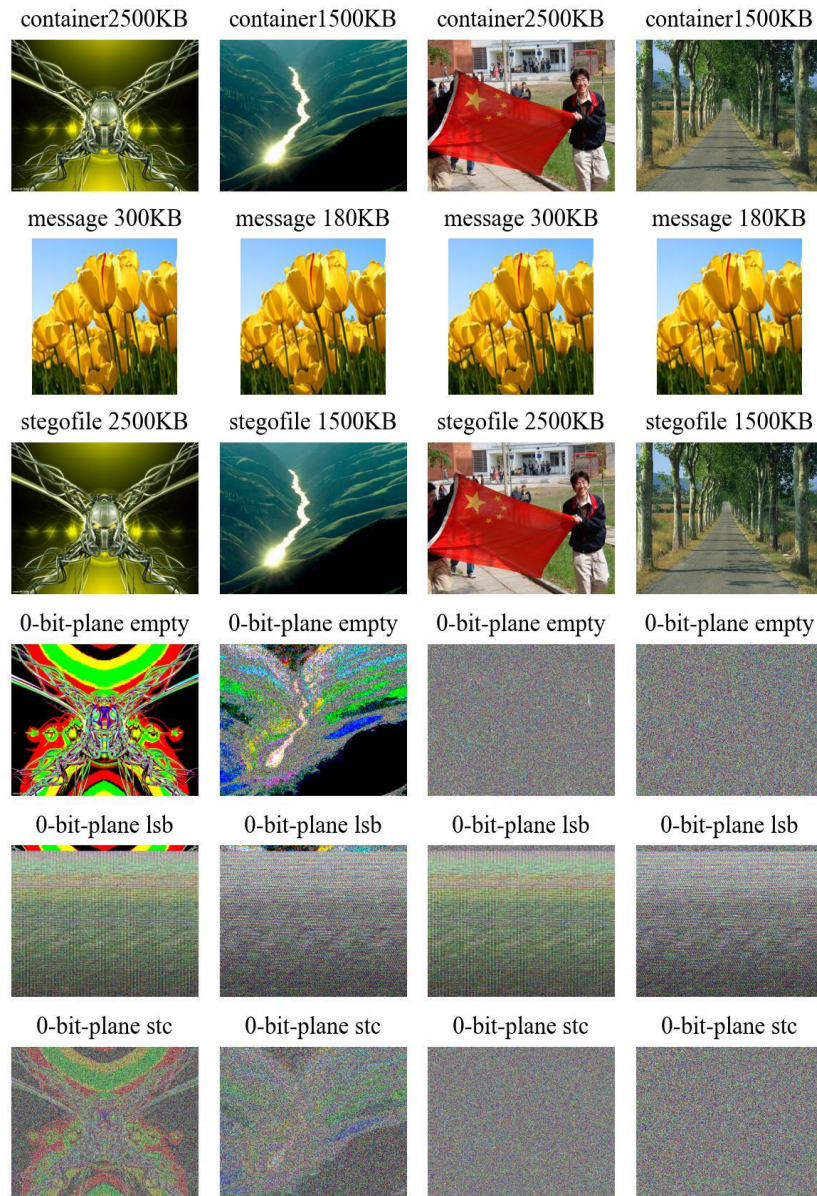 container2500KB container1500KB container2500KB container1500KB
message 300KB message 180KB message 300KB message 180KB
stegofile 2500KB stegofile 1500KB stegofile 2500KB stegofile 1500KB
0-bit-plane empty 0-bit-plane empty 0-bit-plane empty 0-bit-plane empty
0-bit-plane lsb 0-bit-plane lsb 0-bit-plane lsb 0-bit-plane lsb
0-bit-plane stc 0-bit-plane stc 0-bit-plane stc 0-bit-plane stc